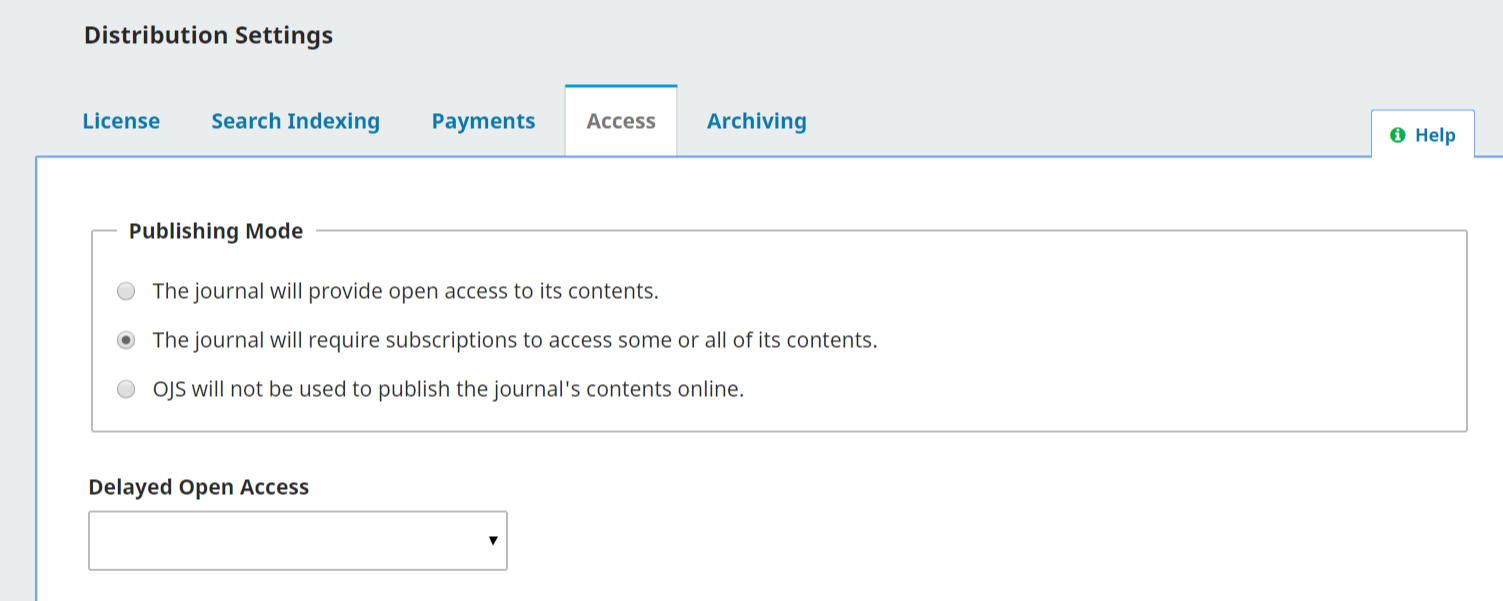 Distribution Settings
License Search Indexing Payments Access Archiving
Help
Publishing Mode
The journal will provide open access to its contents.
The journal will require subscriptions to access some or all of its contents.
OJS will not be used to publish the journal's contents online.
Delayed Open Access